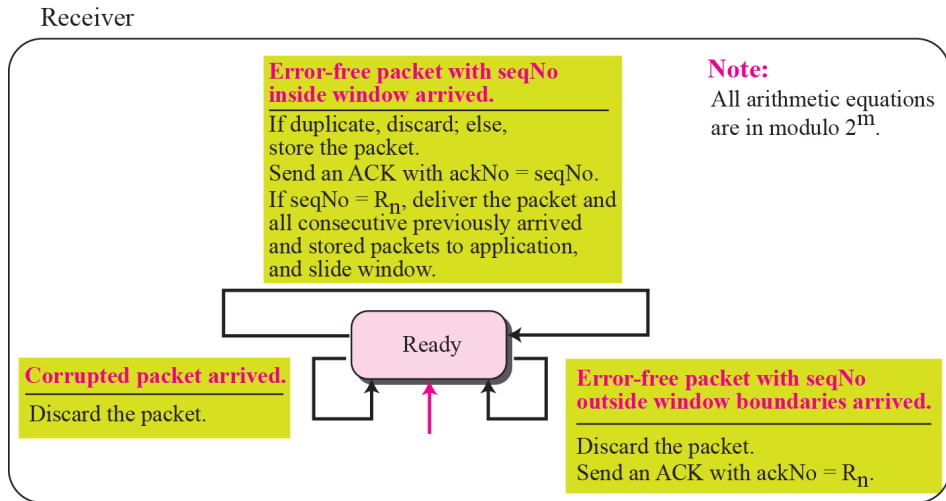 Receiver
Error-free packet with seqNo
inside window arrived.
If duplicate, discard; else,
store the packet.
Send an ACK with ackNo = seqNo.
If seqNo = Rn, deliver the packet and
all consecutive previously arrived
and stored packets to application,
and slide window.
Note:
All arithmetic equations
are in modulo 2^m.
Ready
Corrupted packet arrived.
Discard the packet.
Error-free packet with seqNo
outside window boundaries arrived.
Discard the packet.
Send an ACK with ackNo = Rn.